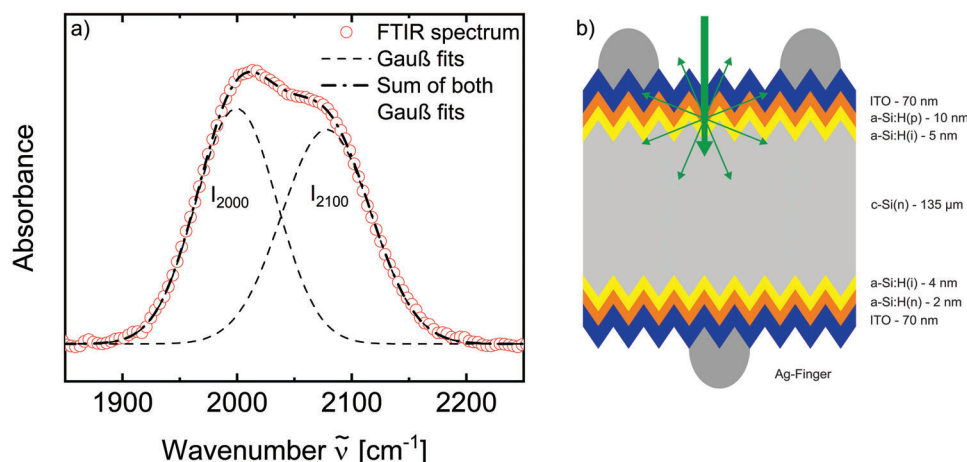 a)
FTIR spectrum
Gauß fits
Sum of both
Gauß fits
I2000
I2100
Absorbance
1900 2000 2100 2200
Wavenumber ν̃ [cm⁻¹]
b)
ITO - 70 nm
a-Si:H(p) - 10 nm
a-Si:H(i) - 5 nm
c-Si(n) - 135 µm
a-Si:H(i) - 4 nm
a-Si:H(n) - 2 nm
ITO - 70 nm
Ag-Finger